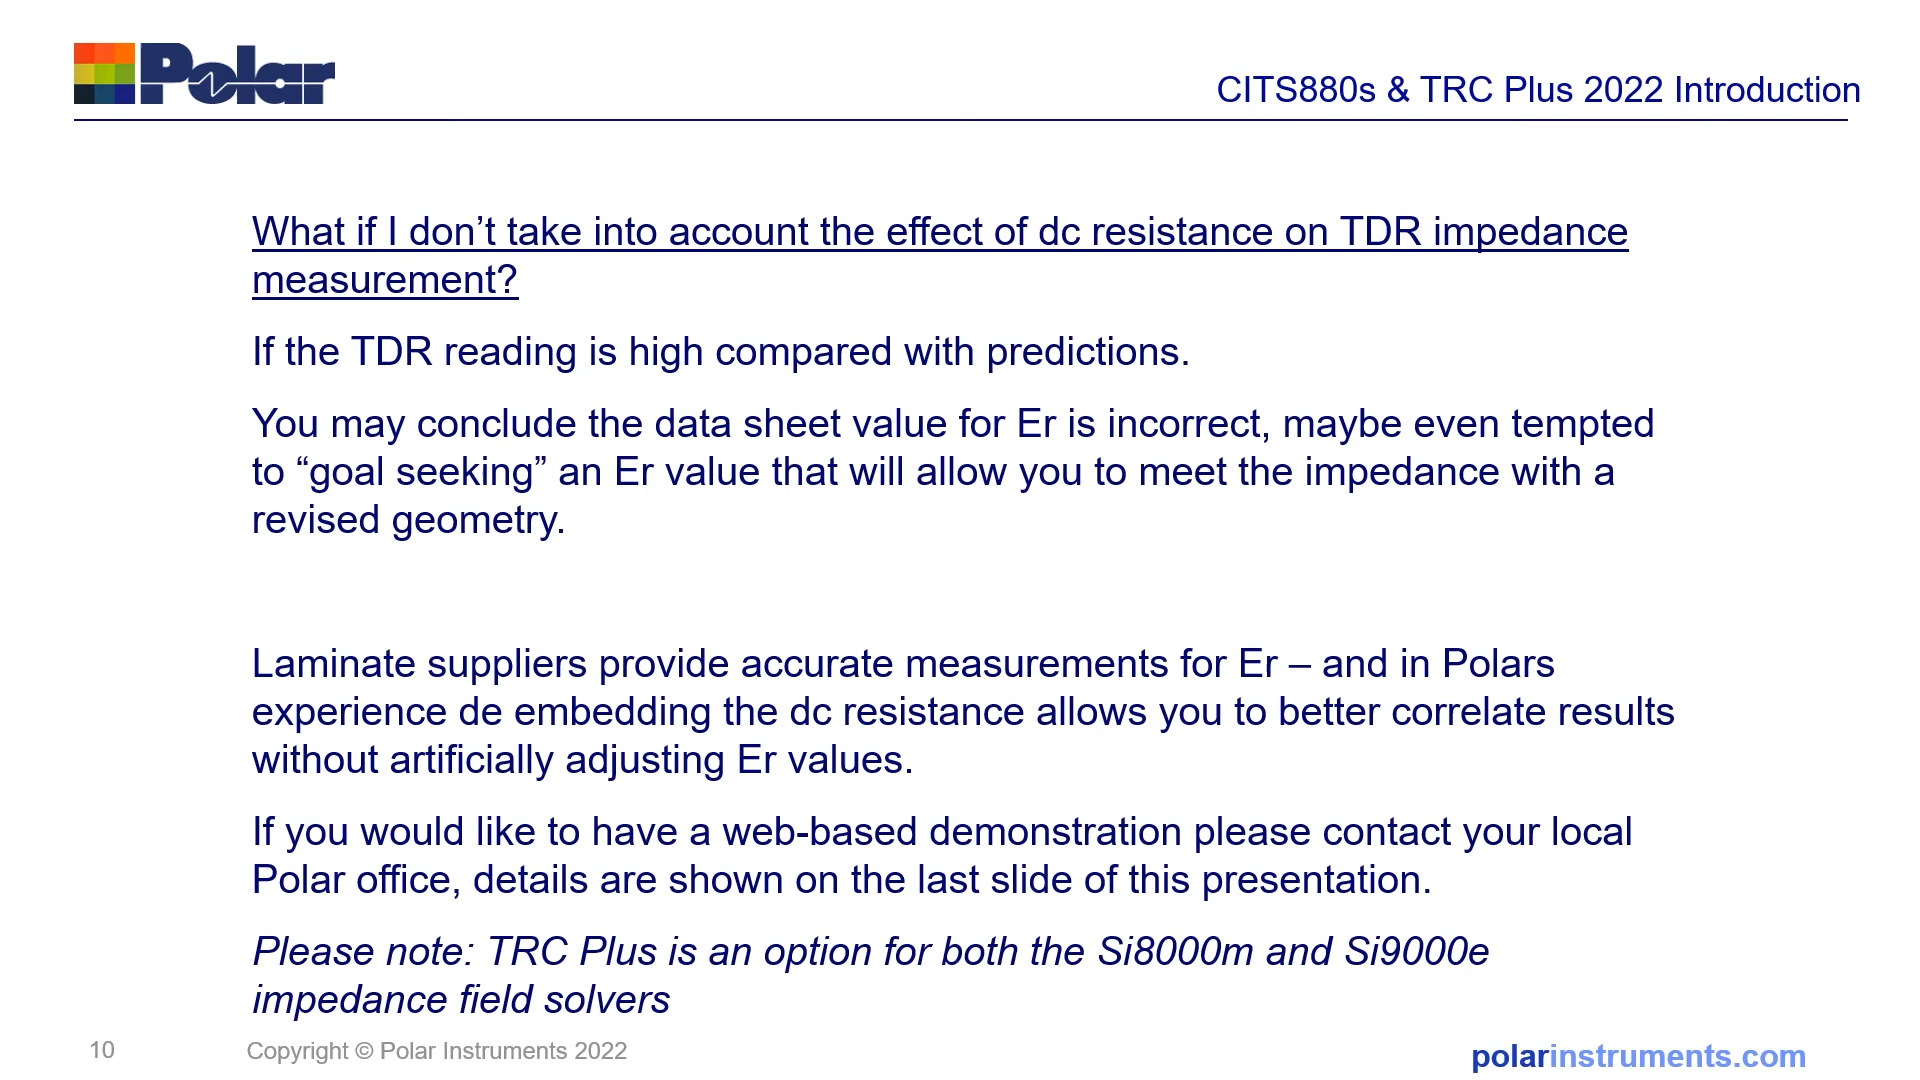 Polar
CITS880s & TRC Plus 2022 Introduction
What if I don’t take into account the effect of dc resistance on TDR impedance
measurement?
If the TDR reading is high compared with predictions.
You may conclude the data sheet value for Er is incorrect, maybe even tempted
to “goal seeking” an Er value that will allow you to meet the impedance with a
revised geometry.
Laminate suppliers provide accurate measurements for Er – and in Polars
experience de embedding the dc resistance allows you to better correlate results
without artificially adjusting Er values.
If you would like to have a web-based demonstration please contact your local
Polar office, details are shown on the last slide of this presentation.
Please note: TRC Plus is an option for both the Si8000m and Si9000e
impedance field solvers
10
Copyright © Polar Instruments 2022
polarinstruments.com